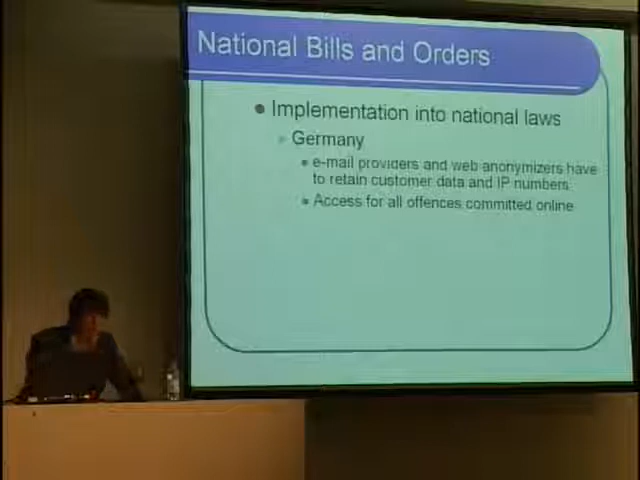 National Bills and Orders
Implementation into national laws
Germany
e-mail providers and web anonymizers have
to retain customer data and IP numbers
Access for all offences committed online